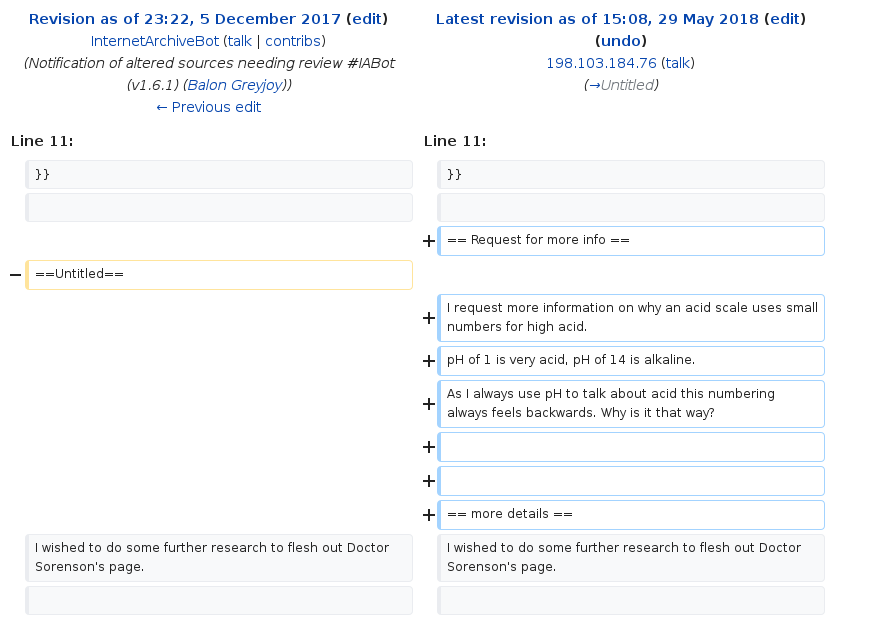 Revision as of 23:22, 5 December 2017 (edit)
InternetArchiveBot (talk | contribs)
(Notification of altered sources needing review #IABot
(v1.6.1) (Balon Greyjoy))
← Previous edit
Latest revision as of 15:08, 29 May 2018 (edit)
(undo)
198.103.184.76 (talk)
(→Untitled)
Line 11:
Line 11:
}}
}}
+ == Request for more info ==
− ==Untitled==
+ I request more information on why an acid scale uses small
numbers for high acid.
+ pH of 1 is very acid, pH of 14 is alkaline.
+ As I always use pH to talk about acid this numbering
always feels backwards. Why is it that way?
+
+
+ == more details ==
I wished to do some further research to flesh out Doctor
Sorenson's page.
I wished to do some further research to flesh out Doctor
Sorenson's page.